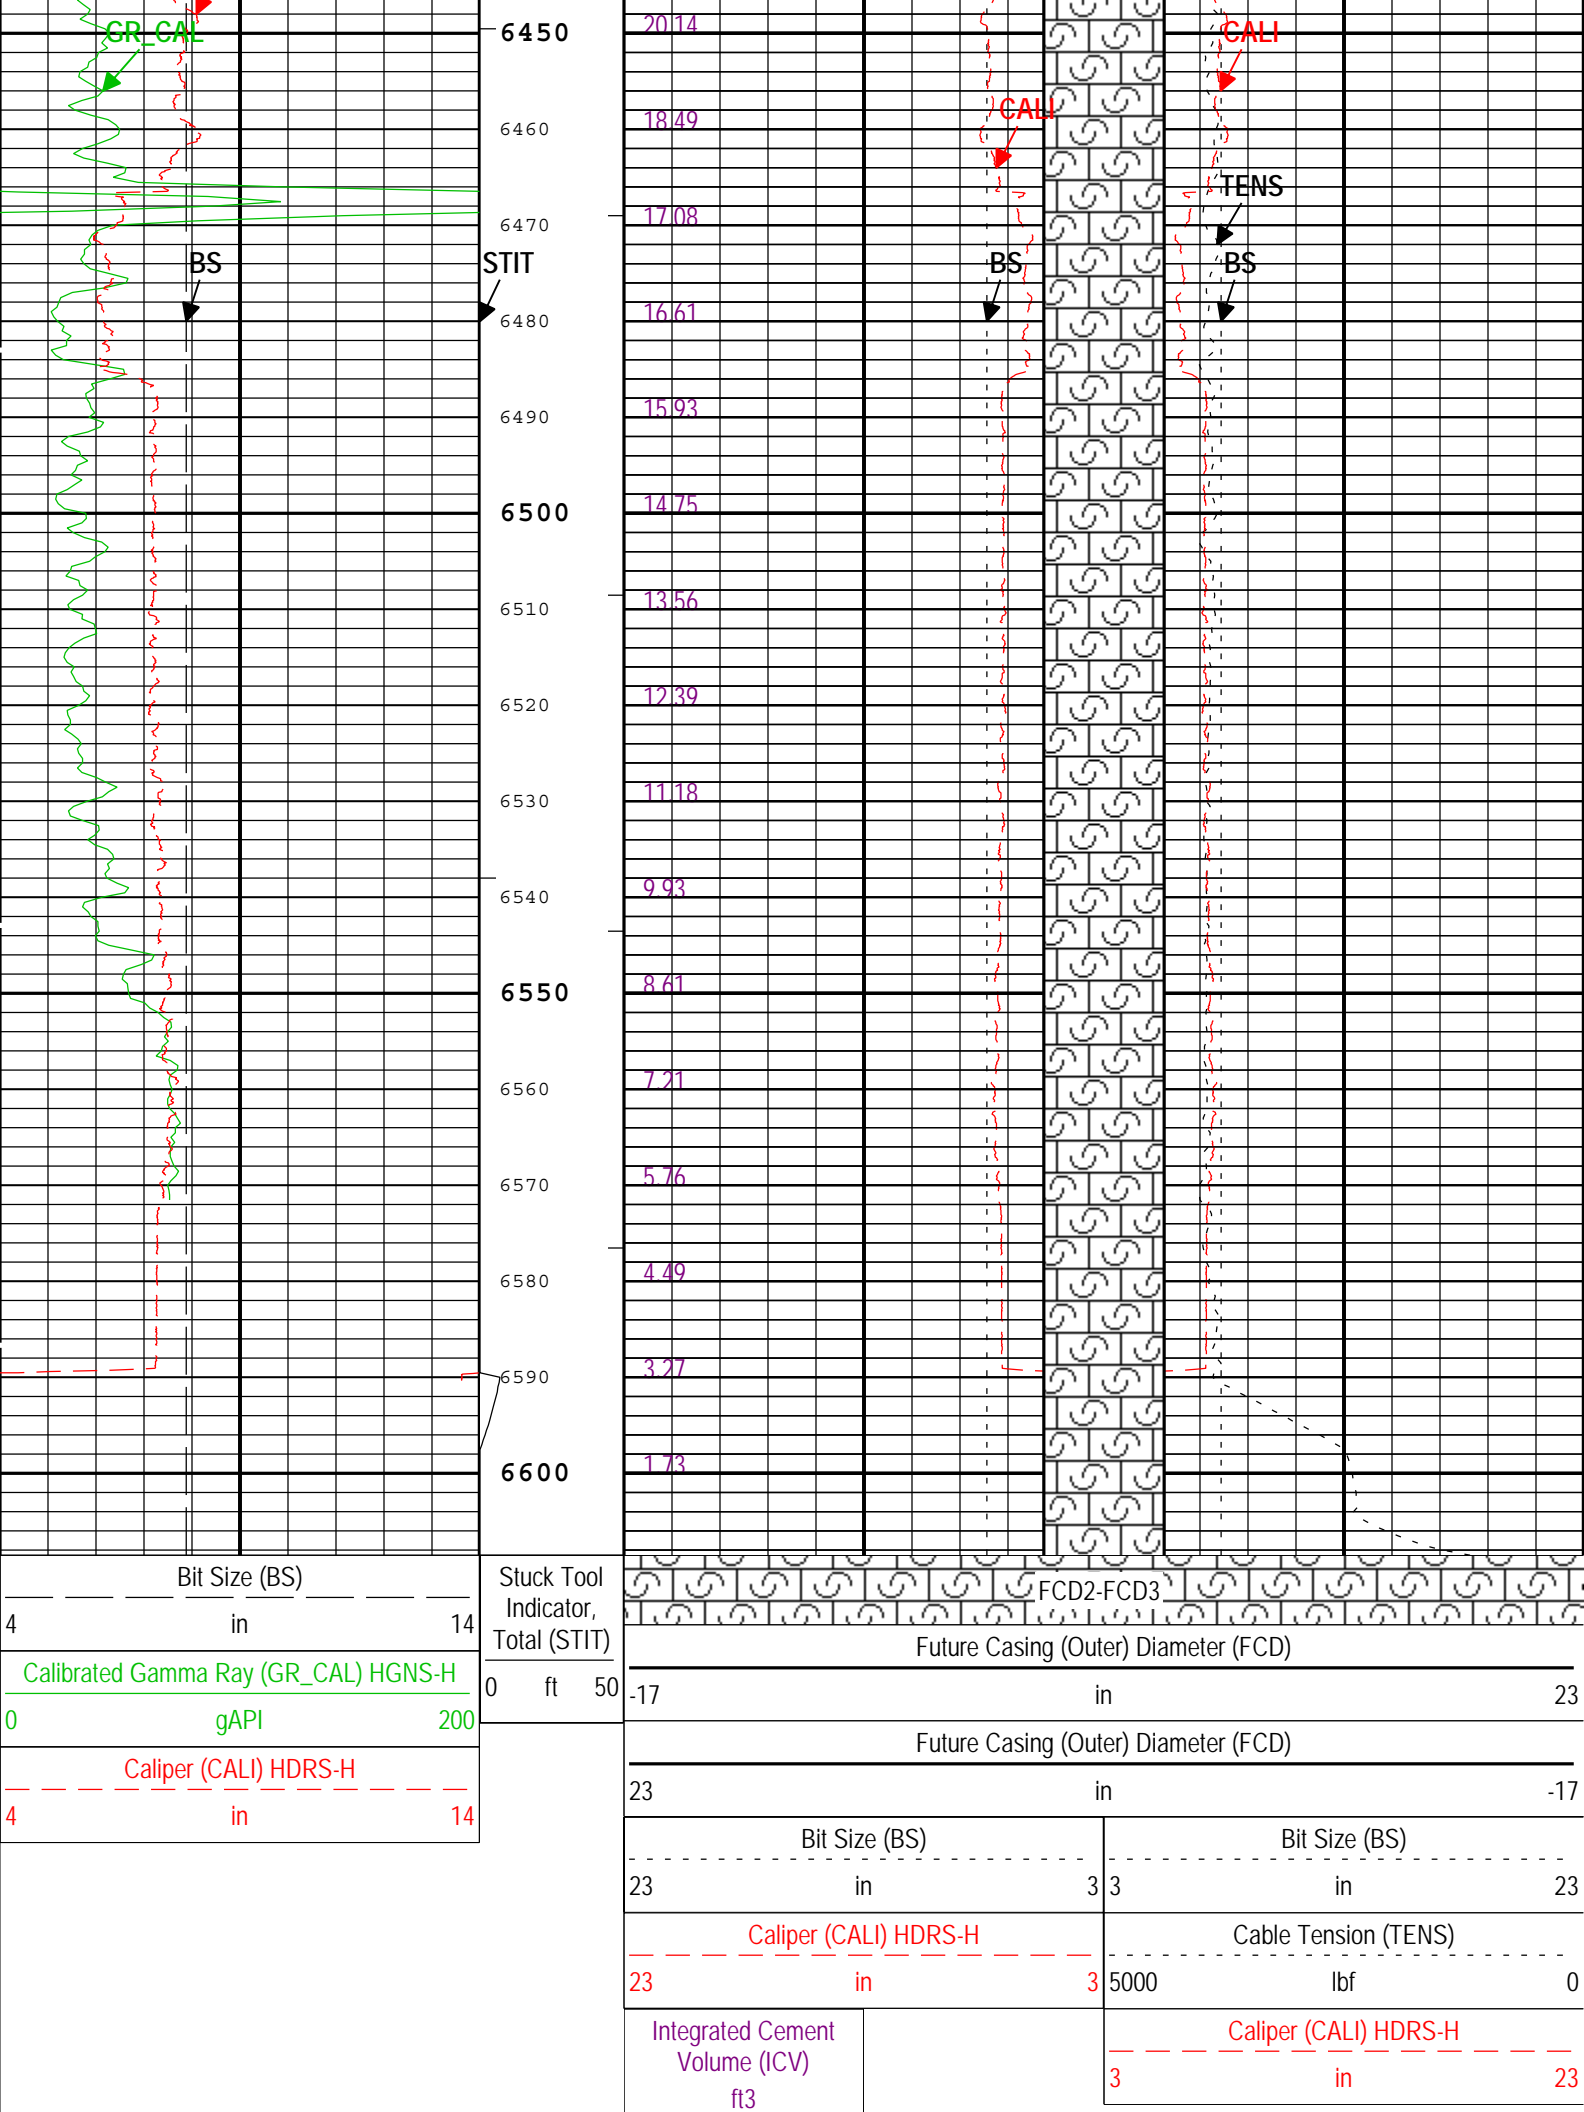 6450
20.14
GR_CAL
CALI
6460
18.49
CALI
TENS
6470
17.08
BS
STIT
BS
BS
6480
16.61
6490
15.93
6500
14.75
6510
13.56
6520
12.39
6530
11.18
6540
9.93
6550
8.61
6560
7.21
6570
5.76
6580
4.49
6590
3.27
6600
1.73
Bit Size (BS)
4 in 14
Calibrated Gamma Ray (GR_CAL) HGNS-H
0 gAPI 200
Caliper (CALI) HDRS-H
4 in 14
Stuck Tool
Indicator,
Total (STIT)
0 ft 50
FCD2-FCD3
Future Casing (Outer) Diameter (FCD)
-17 in 23
Future Casing (Outer) Diameter (FCD)
23 in -17
Bit Size (BS)
23 in 3
Bit Size (BS)
3 in 23
Caliper (CALI) HDRS-H
23 in 3
Cable Tension (TENS)
5000 lbf 0
Integrated Cement
Volume (ICV)
ft3
Caliper (CALI) HDRS-H
3 in 23